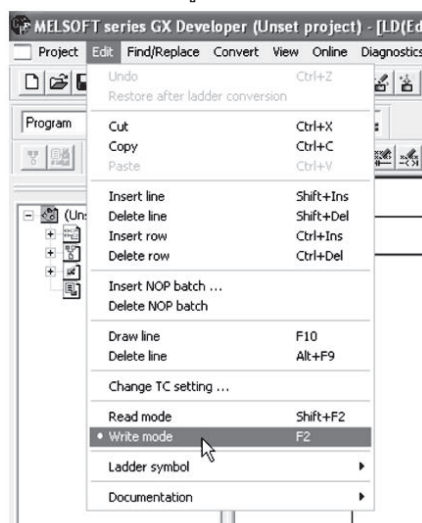 MELSOFT series GX Developer (Unset project) - [LD(Ed
Project Edit Find/Replace Convert View Online Diagnostics
Program
(Un
Undo Ctrl+Z
Restore after ladder conversion
Cut Ctrl+X
Copy Ctrl+C
Paste Ctrl+V
Insert line Shift+Ins
Delete line Shift+Del
Insert row Ctrl+Ins
Delete row Ctrl+Del
Insert NOP batch ...
Delete NOP batch
Draw line F10
Delete line Alt+F9
Change TC setting ...
Read mode Shift+F2
Write mode F2
Ladder symbol
Documentation